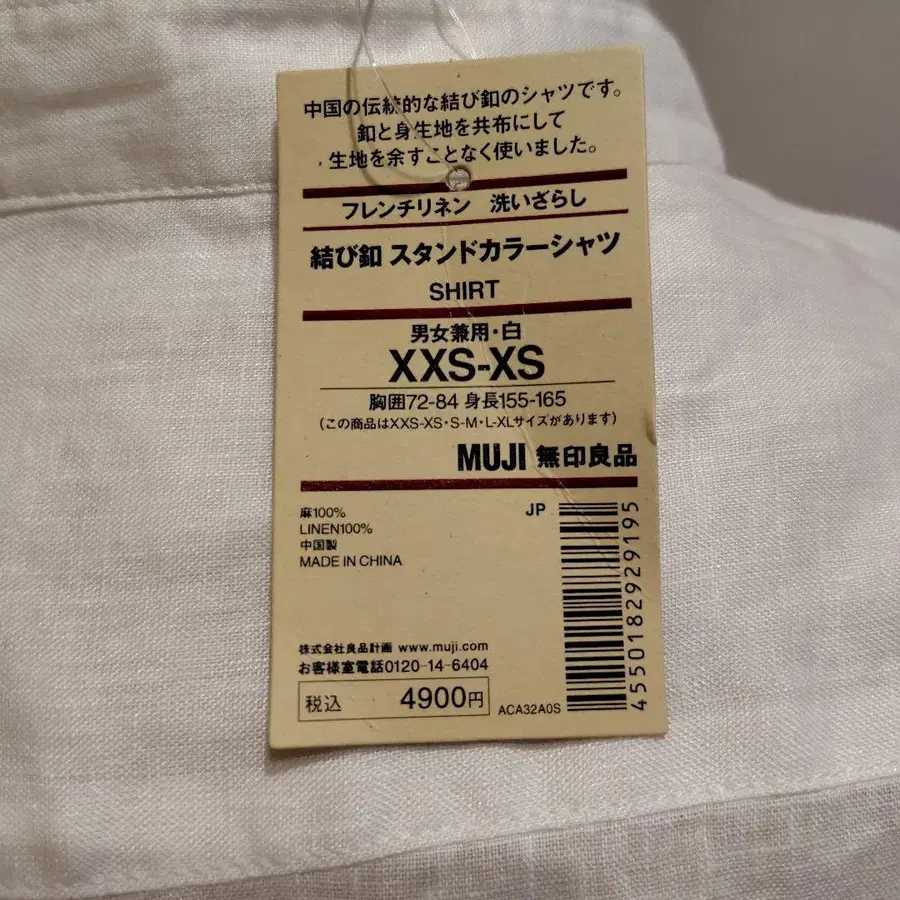 中国の伝統的な結び釦のシャツです。
釦と身生地を共布にして
生地を余すことなく使いました。
フレンチリネン 洗いざらし
結び釦 スタンドカラーシャツ
SHIRT
男女兼用・白
XXS-XS
胸囲72-84 身長155-165
(この商品はXXS-XS・S-M・L-XLサイズがあります)
MUJI 無印良品
麻100%
LINEN100%
中国製
MADE IN CHINA
JP
4550182929195
株式会社良品計画 www.muji.com
お客様室電話0120-14-6404
税込 4900円
ACA32A0S